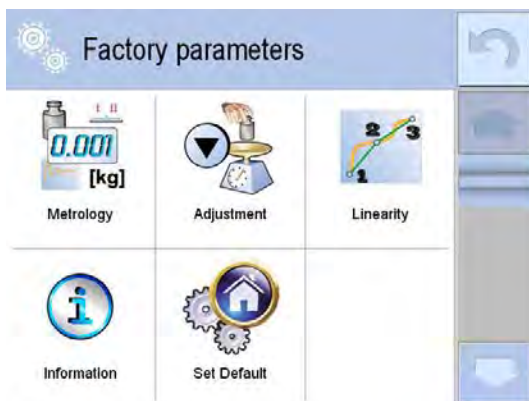 Factory parameters
0.001
[kg]
2
3
1
Metrology
Adjustment
Linearity
i
Information
Set Default